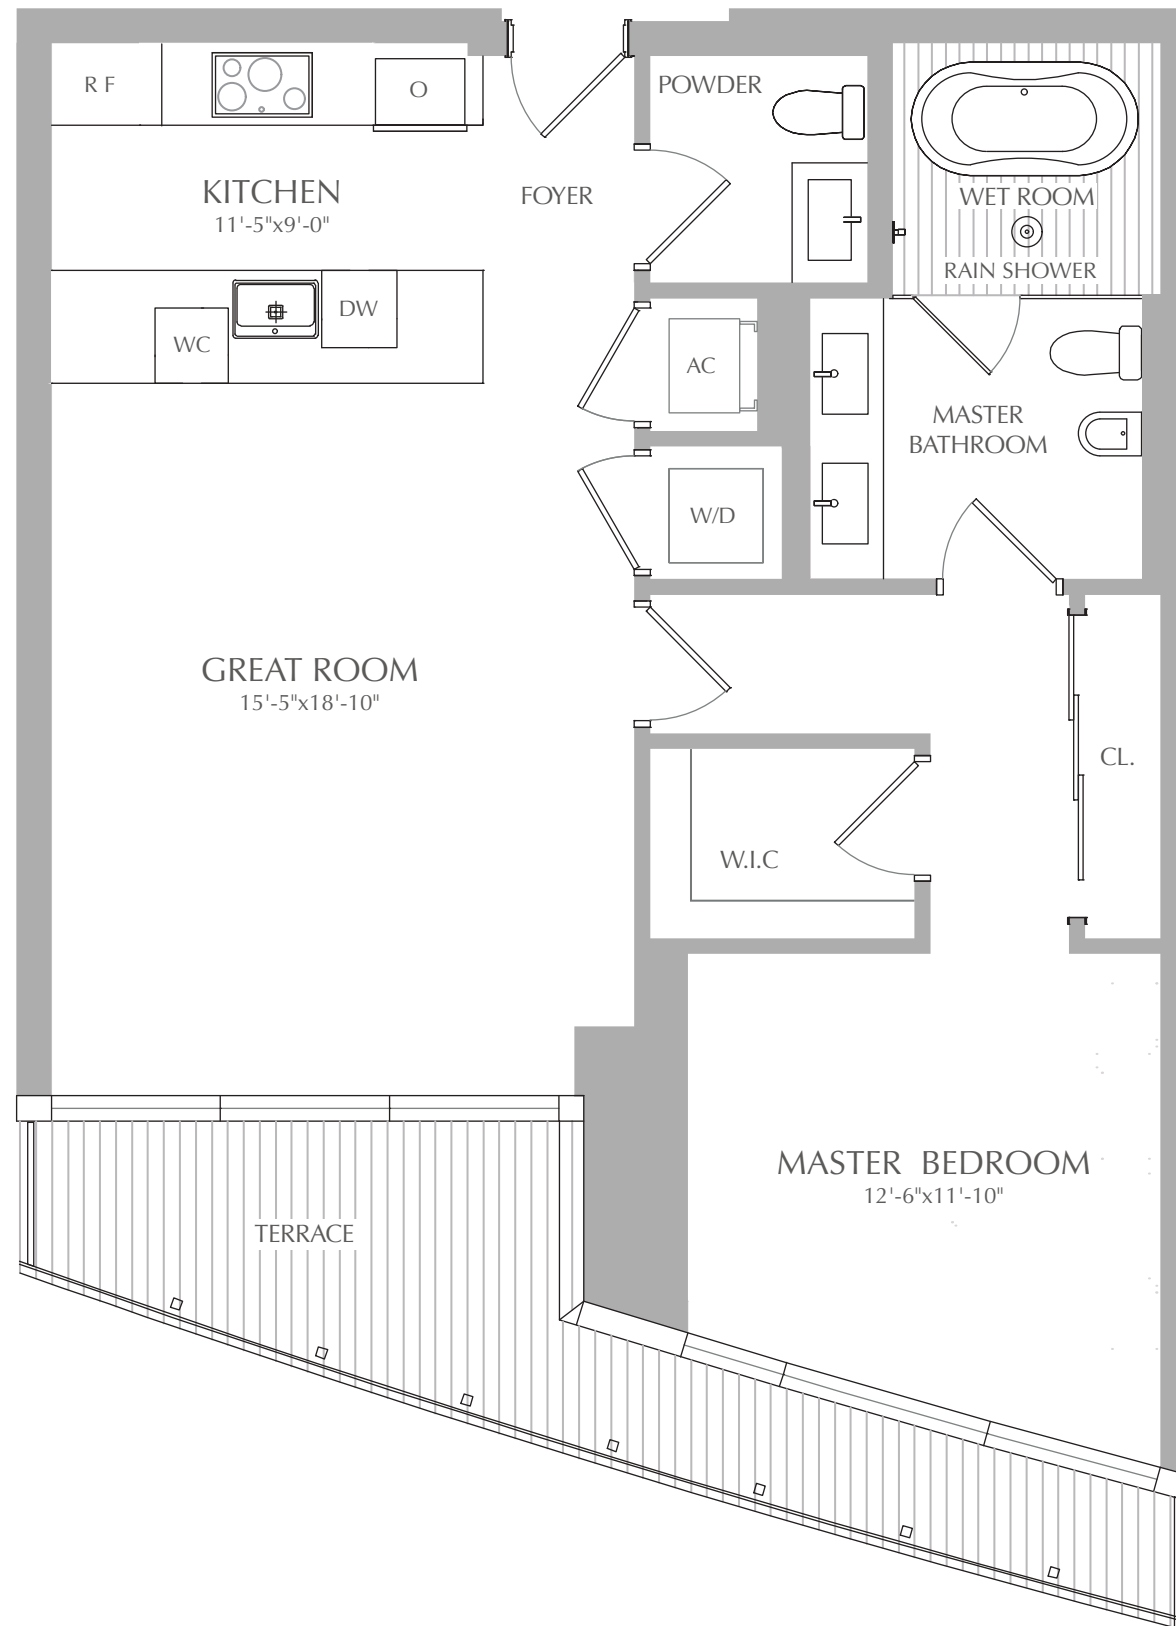 R F
O
POWDER
KITCHEN
11'-5"x9'-0"
FOYER
WET ROOM
RAIN SHOWER
WC
DW
AC
MASTER
BATHROOM
W/D
GREAT ROOM
15'-5"x18'-10"
CL.
W.I.C
MASTER BEDROOM
12'-6"x11'-10"
TERRACE